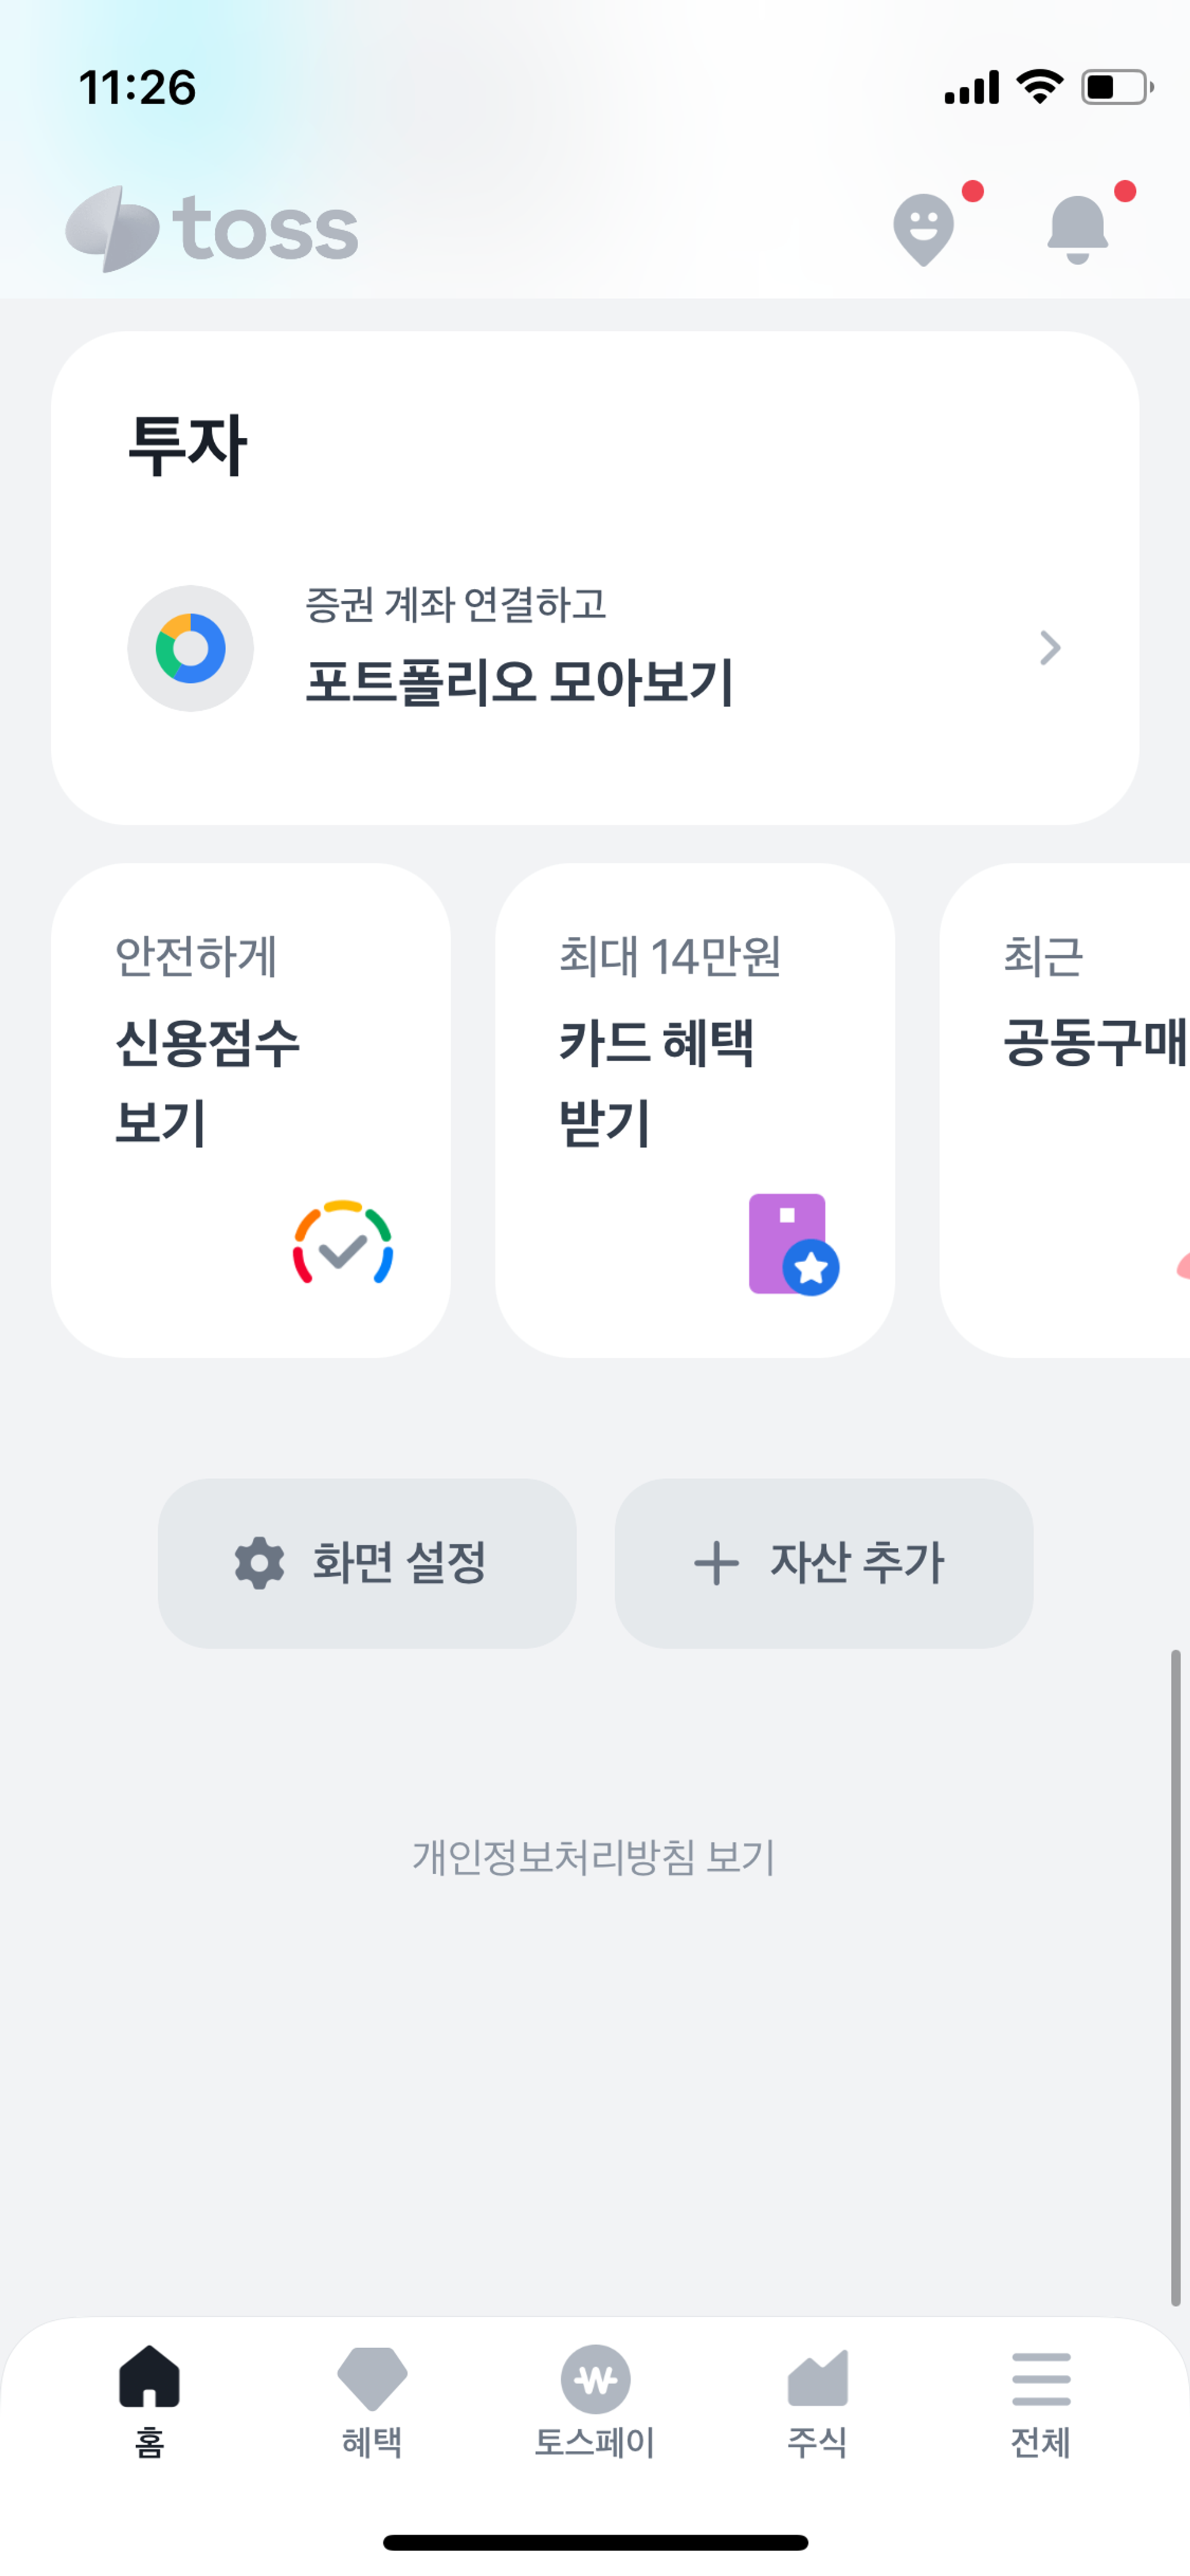 11:26
toss
투자
증권 계좌 연결하고
포트폴리오 모아보기
안전하게
신용점수
보기
최대 14만원
카드 혜택
받기
최근
공동구매
화면 설정
자산 추가
개인정보처리방침 보기
홈
혜택
토스페이
주식
전체